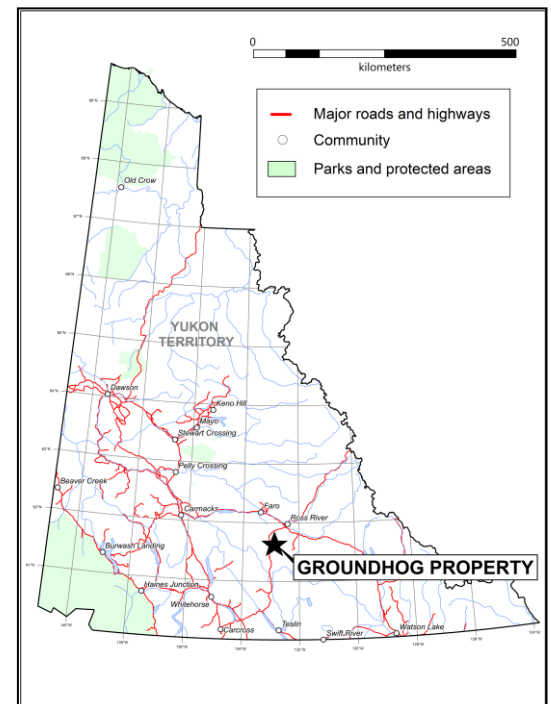 0
500
kilometers
Major roads and highways
Community
Parks and protected areas
Old Crow
YUKON
TERRITORY
Dawson
Keno Hill
Mayo
Stewart Crossing
Pelly Crossing
Beaver Creek
Carmacks
Faro
Ross River
Burwash Landing
GROUNDHOG PROPERTY
Haines Junction
Whitehorse
Carcross
Teslin
Swift River
Watson Lake